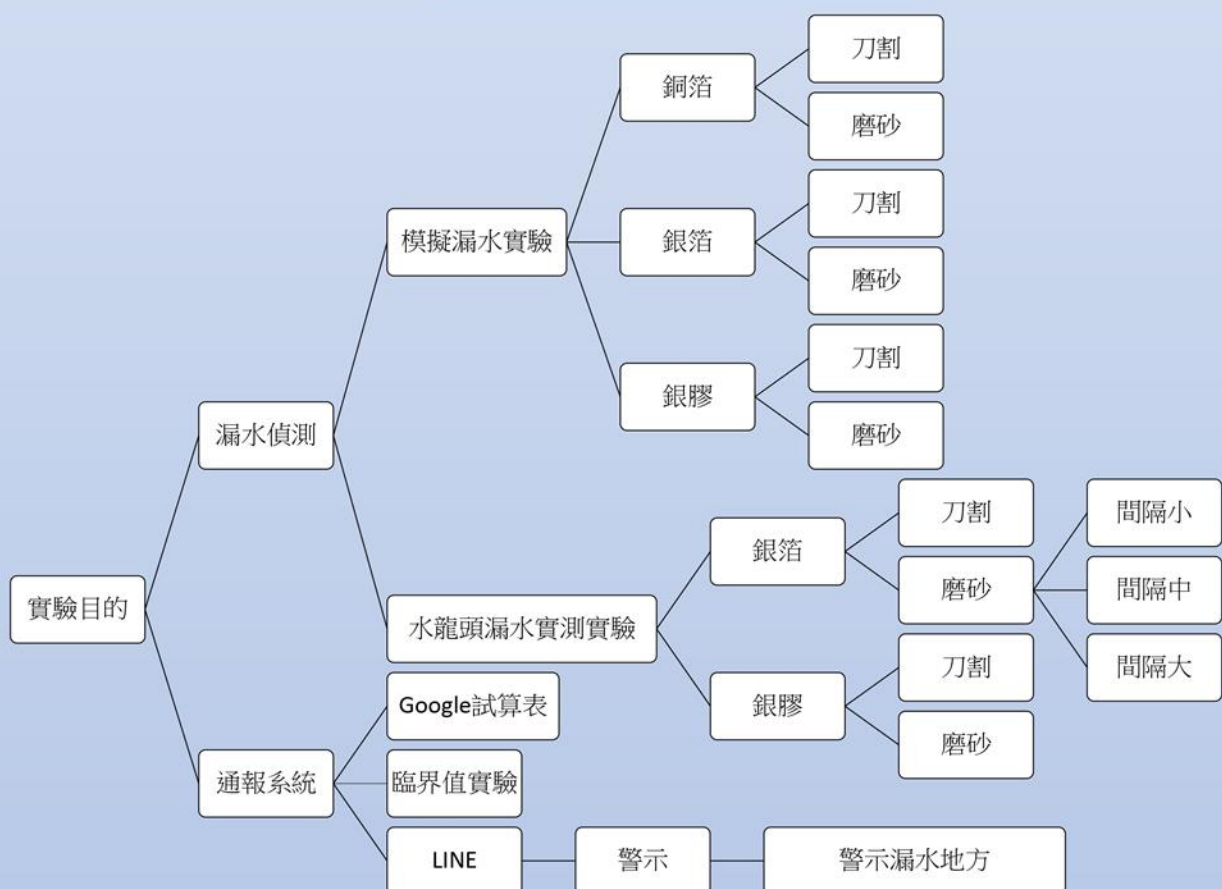 實驗目的
漏水偵測
模擬漏水實驗
銅箔
刀割
磨砂
銀箔
刀割
磨砂
銀膠
刀割
磨砂
水龍頭漏水實測實驗
銀箔
刀割
磨砂
間隔小
間隔中
間隔大
銀膠
刀割
磨砂
通報系統
Google試算表
臨界值實驗
LINE
警示
警示漏水地方